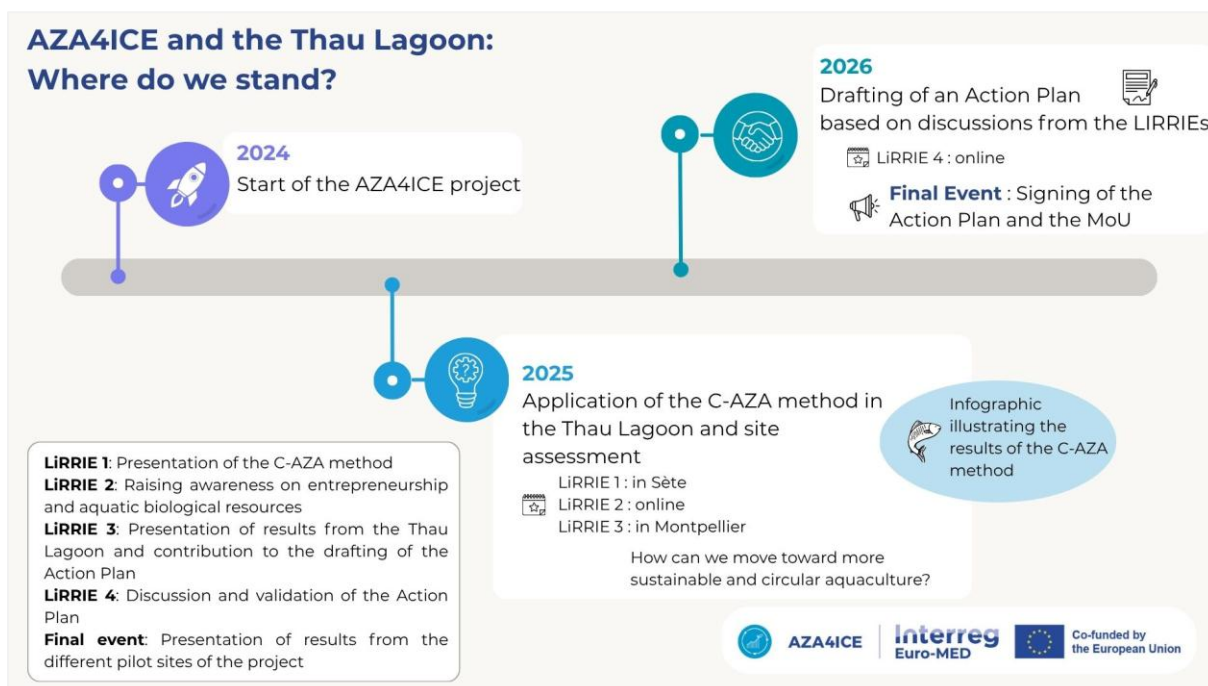 AZA4ICE and the Thau Lagoon:
Where do we stand?
2024
Start of the AZA4ICE project
2026
Drafting of an Action Plan
based on discussions from the LIRRIEs
LiRRIE 4 : online
Final Event : Signing of the
Action Plan and the MoU
2025
Application of the C-AZA method in
the Thau Lagoon and site
assessment
LiRRIE 1 : in Sète
LiRRIE 2 : online
LiRRIE 3 : in Montpellier
How can we move toward more
sustainable and circular aquaculture?
Infographic
illustrating the
results of the C-AZA
method
LiRRIE 1: Presentation of the C-AZA method
LiRRIE 2: Raising awareness on entrepreneurship
and aquatic biological resources
LiRRIE 3: Presentation of results from the Thau
Lagoon and contribution to the drafting of the
Action Plan
LiRRIE 4: Discussion and validation of the Action
Plan
Final event: Presentation of results from the
different pilot sites of the project
AZA4ICE
Interreg
Euro-MED
Co-funded by
the European Union